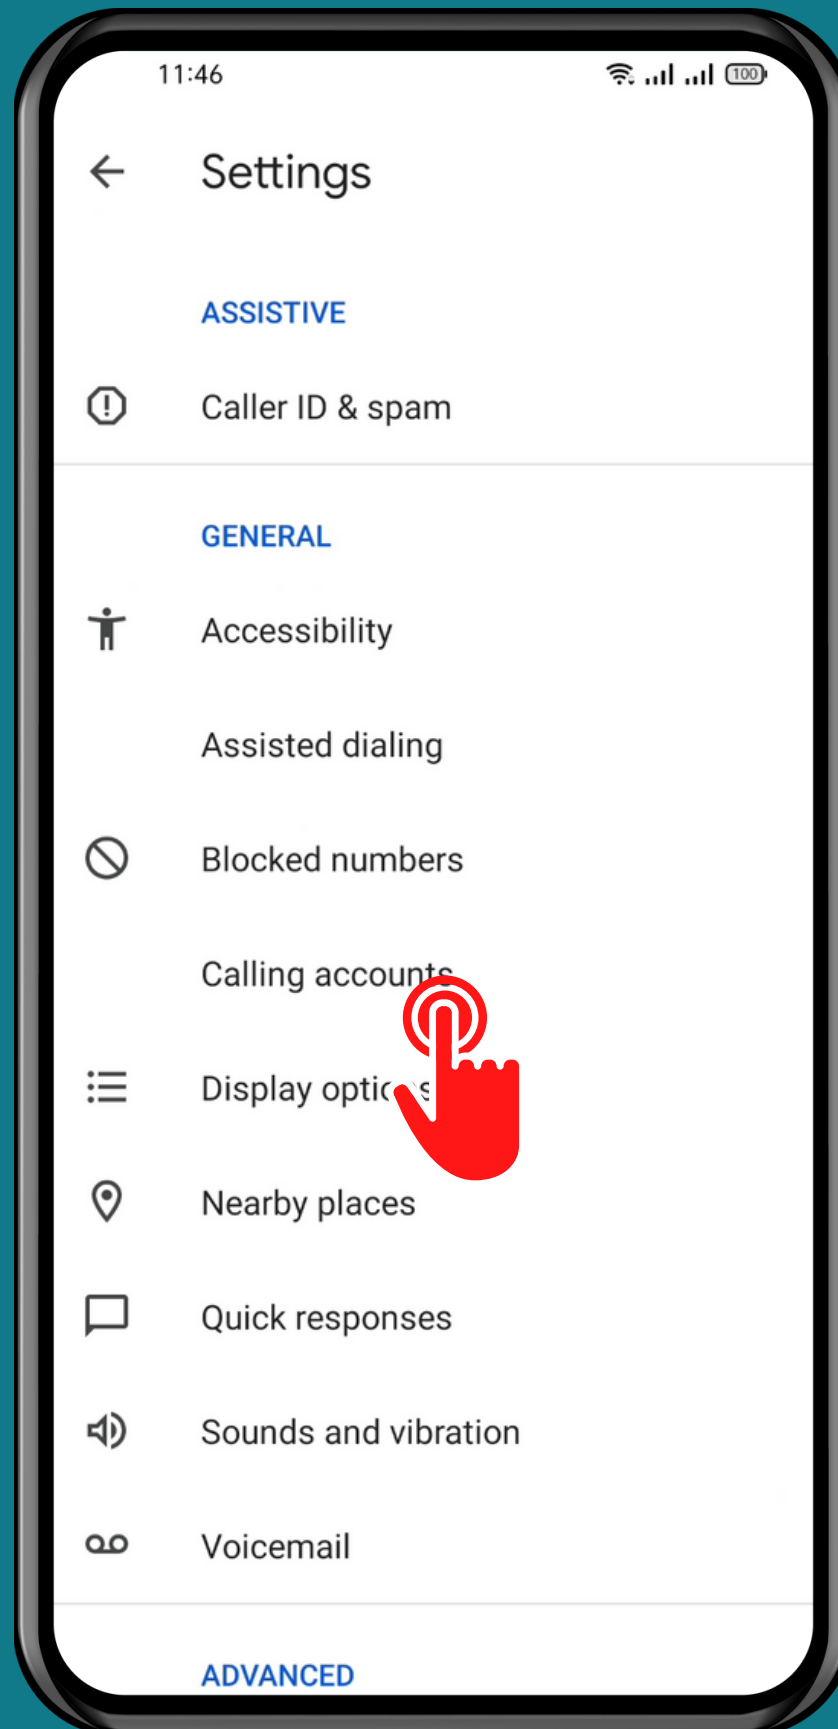 11:46
100
Settings
ASSISTIVE
Caller ID & spam
GENERAL
Accessibility
Assisted dialing
Blocked numbers
Calling accounts
Display options
Nearby places
Quick responses
Sounds and vibration
Voicemail
ADVANCED